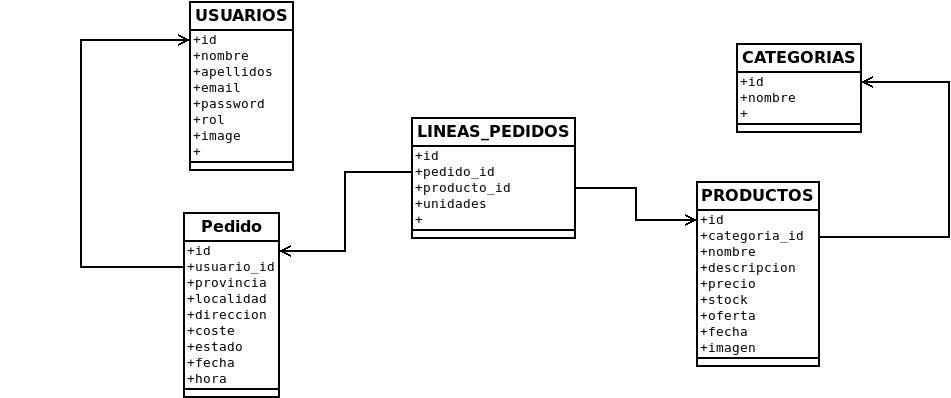 USUARIOS
+id
+nombre
+apellidos
+email
+password
+rol
+image
+
CATEGORIAS
+id
+nombre
+
LINEAS_PEDIDOS
+id
+pedido_id
+producto_id
+unidades
+
PRODUCTOS
+id
+categoria_id
+nombre
+descripcion
+precio
+stock
+oferta
+fecha
+imagen
Pedido
+id
+usuario_id
+provincia
+localidad
+direccion
+coste
+estado
+fecha
+hora